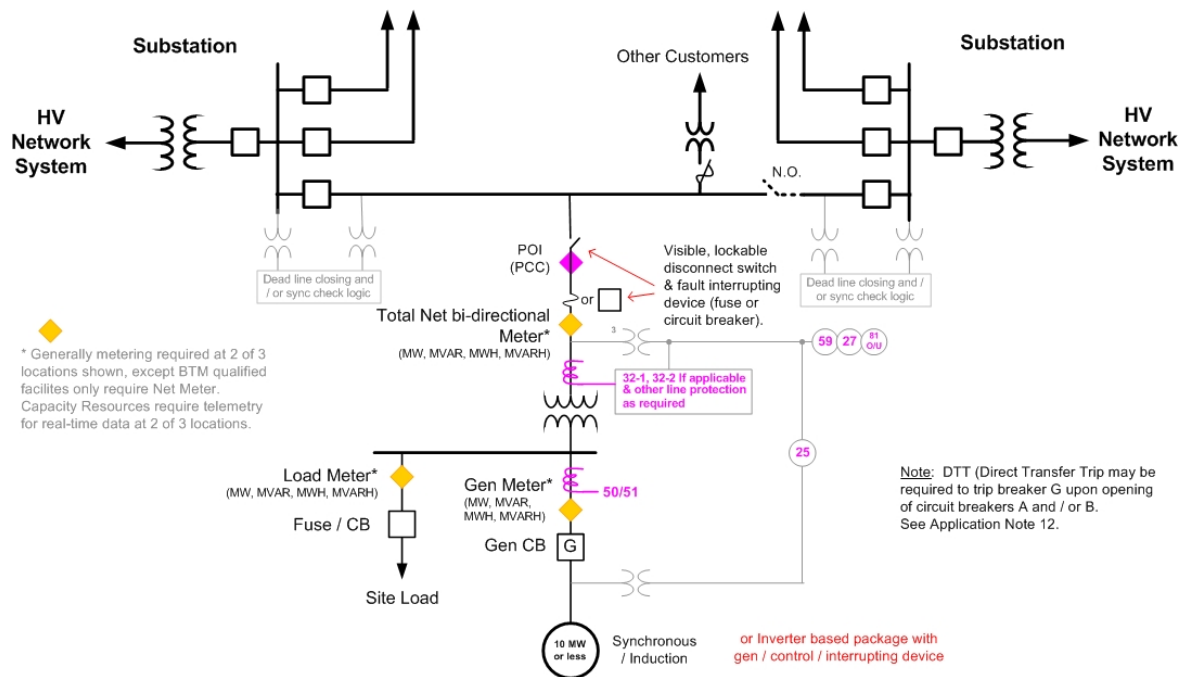 Substation
Substation
Other Customers
HV
Network
System
HV
Network
System
N.O.
POI
(PCC)
Visible, lockable
disconnect switch
& fault interrupting
device (fuse or
circuit breaker).
Dead line closing and
/ or sync check logic
Dead line closing and /
or sync check logic
or
Total Net bi-directional
Meter*
(MW, MVAR, MWH, MVARH)
3
59
27
81
O/U
* Generally metering required at 2 of 3
locations shown, except BTM qualified
facilites only require Net Meter.
Capacity Resources require telemetry
for real-time data at 2 of 3 locations.
32-1, 32-2 If applicable
& other line protection
as required
25
Load Meter*
(MW, MVAR, MWH, MVARH)
Gen Meter*
(MW, MVAR,
MWH, MVARH)
50/51
Note: DTT (Direct Transfer Trip may be
required to trip breaker G upon opening
of circuit breakers A and / or B.
See Application Note 12.
Fuse / CB
Gen CB
G
Site Load
10 MW
or less
Synchronous
/ Induction
or Inverter based package with
gen / control / interrupting device